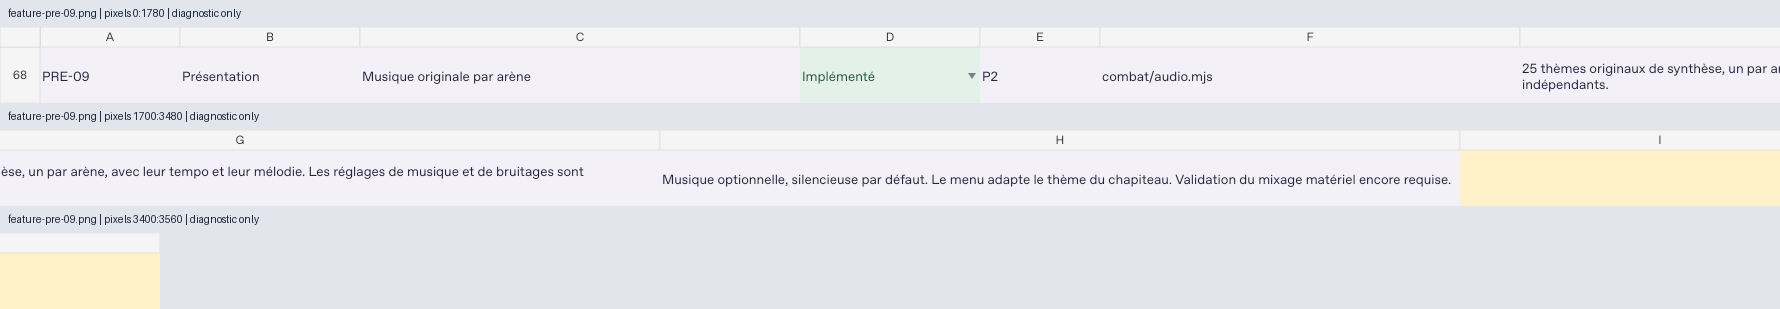 feature-pre-09.png | pixels 0:1780 | diagnostic only
A B C D E F
68 PRE-09 Présentation Musique originale par arène Implémenté P2 combat/audio.mjs 25 thèmes originaux de synthèse, un par ar
indépendants.
feature-pre-09.png | pixels 1700:3480 | diagnostic only
G H I
èse, un par arène, avec leur tempo et leur mélodie. Les réglages de musique et de bruitages sont
Musique optionnelle, silencieuse par défaut. Le menu adapte le thème du chapiteau. Validation du mixage matériel encore requise.
feature-pre-09.png | pixels 3400:3560 | diagnostic only